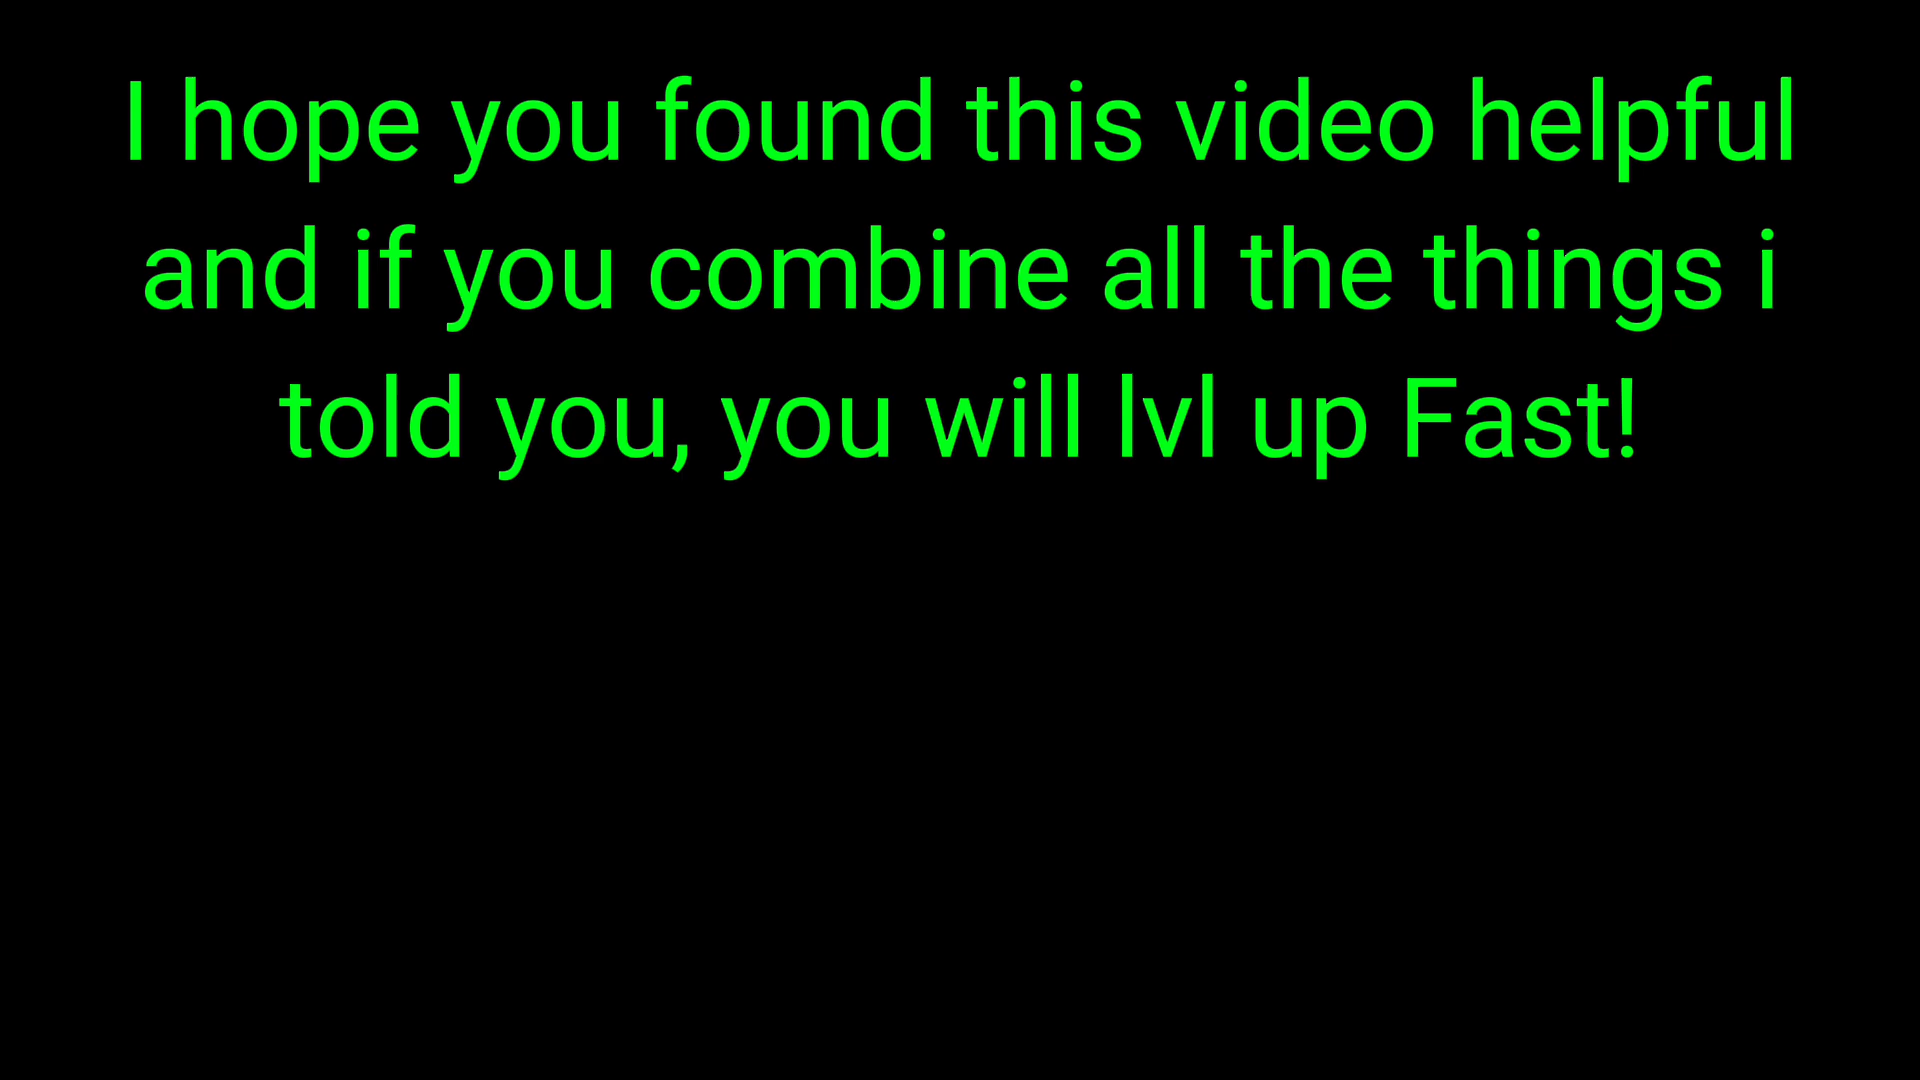 I hope you found this video helpful
and if you combine all the things i
told you, you will lvl up Fast!